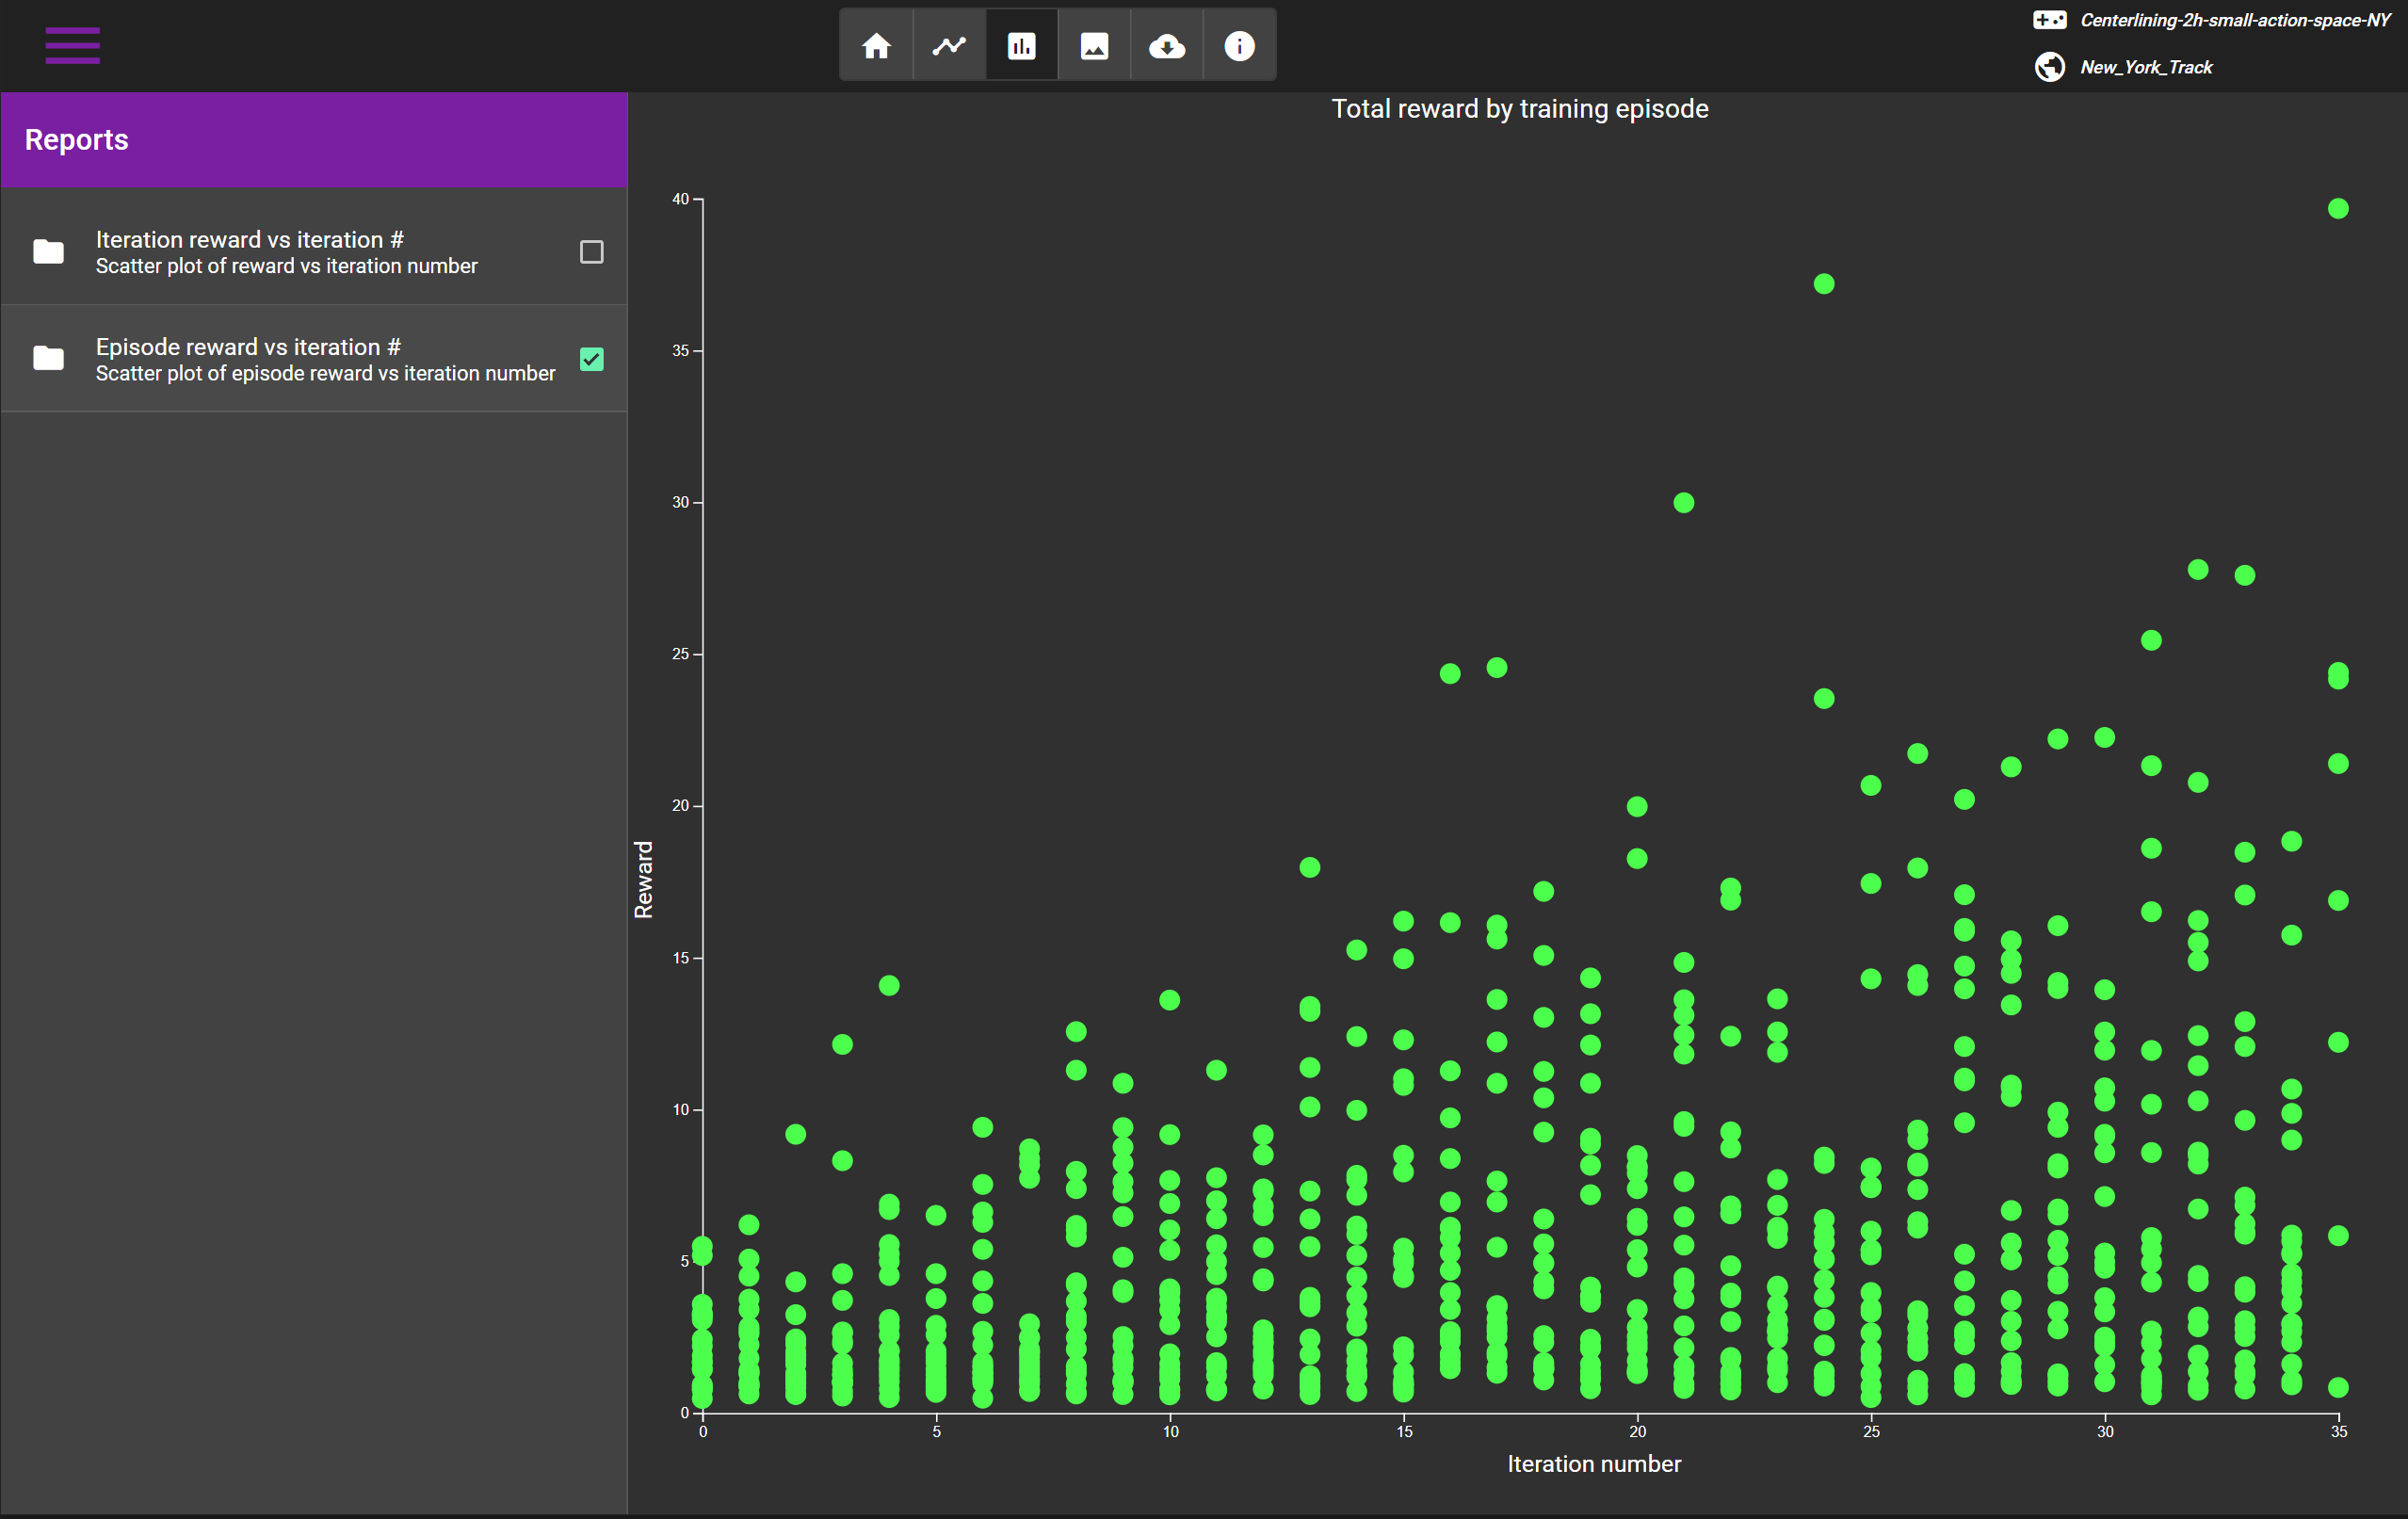 Centerlining-2h-small-action-space-NY
New_York_Track
Reports
Iteration reward vs iteration #
Scatter plot of reward vs iteration number
Episode reward vs iteration #
Scatter plot of episode reward vs iteration number
Total reward by training episode
40
35
30
25
20
15
10
5
0
Reward
0 5 10 15 20 25 30 35
Iteration number